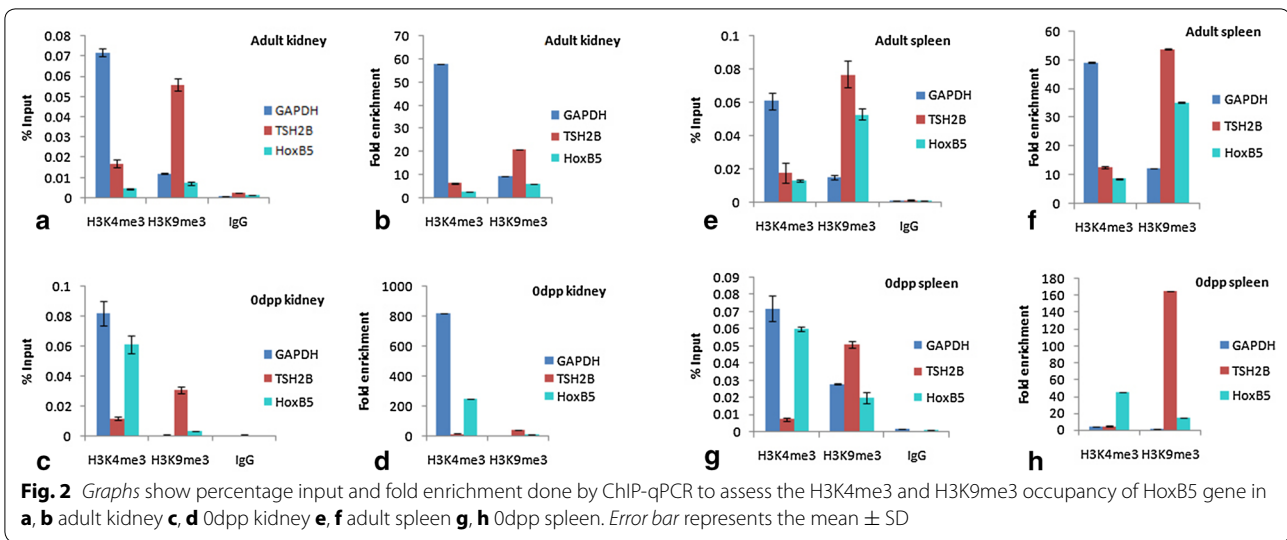 Adult kidney
% Input
0.08
0.07
0.06
0.05
0.04
0.03
0.02
0.01
0
GAPDH
TSH2B
HoxB5
H3K4me3 H3K9me3 IgG
a
Adult kidney
Fold enrichment
70
60
50
40
30
20
10
0
GAPDH
TSH2B
HoxB5
H3K4me3 H3K9me3
b
Adult spleen
% Input
0.1
0.08
0.06
0.04
0.02
0
GAPDH
TSH2B
HoxB5
H3K4me3 H3K9me3 IgG
e
Adult spleen
Fold enrichment
60
50
40
30
20
10
0
GAPDH
TSH2B
HoxB5
H3K4me3 H3K9me3
f
0dpp kidney
% Input
0.1
0.08
0.06
0.04
0.02
0
GAPDH
TSH2B
HoxB5
H3K4me3 H3K9me3 IgG
c
0dpp kidney
Fold enrichment
1000
800
600
400
200
0
GAPDH
TSH2B
HoxB5
H3K4me3 H3K9me3
d
0dpp spleen
% Input
0.09
0.08
0.07
0.06
0.05
0.04
0.03
0.02
0.01
0
GAPDH
TSH2B
HoxB5
H3K4me3 H3K9me3 IgG
g
0dpp spleen
Fold enrichment
180
160
140
120
100
80
60
40
20
0
GAPDH
TSH2B
HoxB5
H3K4me3 H3K9me3
h
Fig. 2 Graphs show percentage input and fold enrichment done by ChIP-qPCR to assess the H3K4me3 and H3K9me3 occupancy of HoxB5 gene in
a, b adult kidney c, d 0dpp kidney e, f adult spleen g, h 0dpp spleen. Error bar represents the mean ± SD